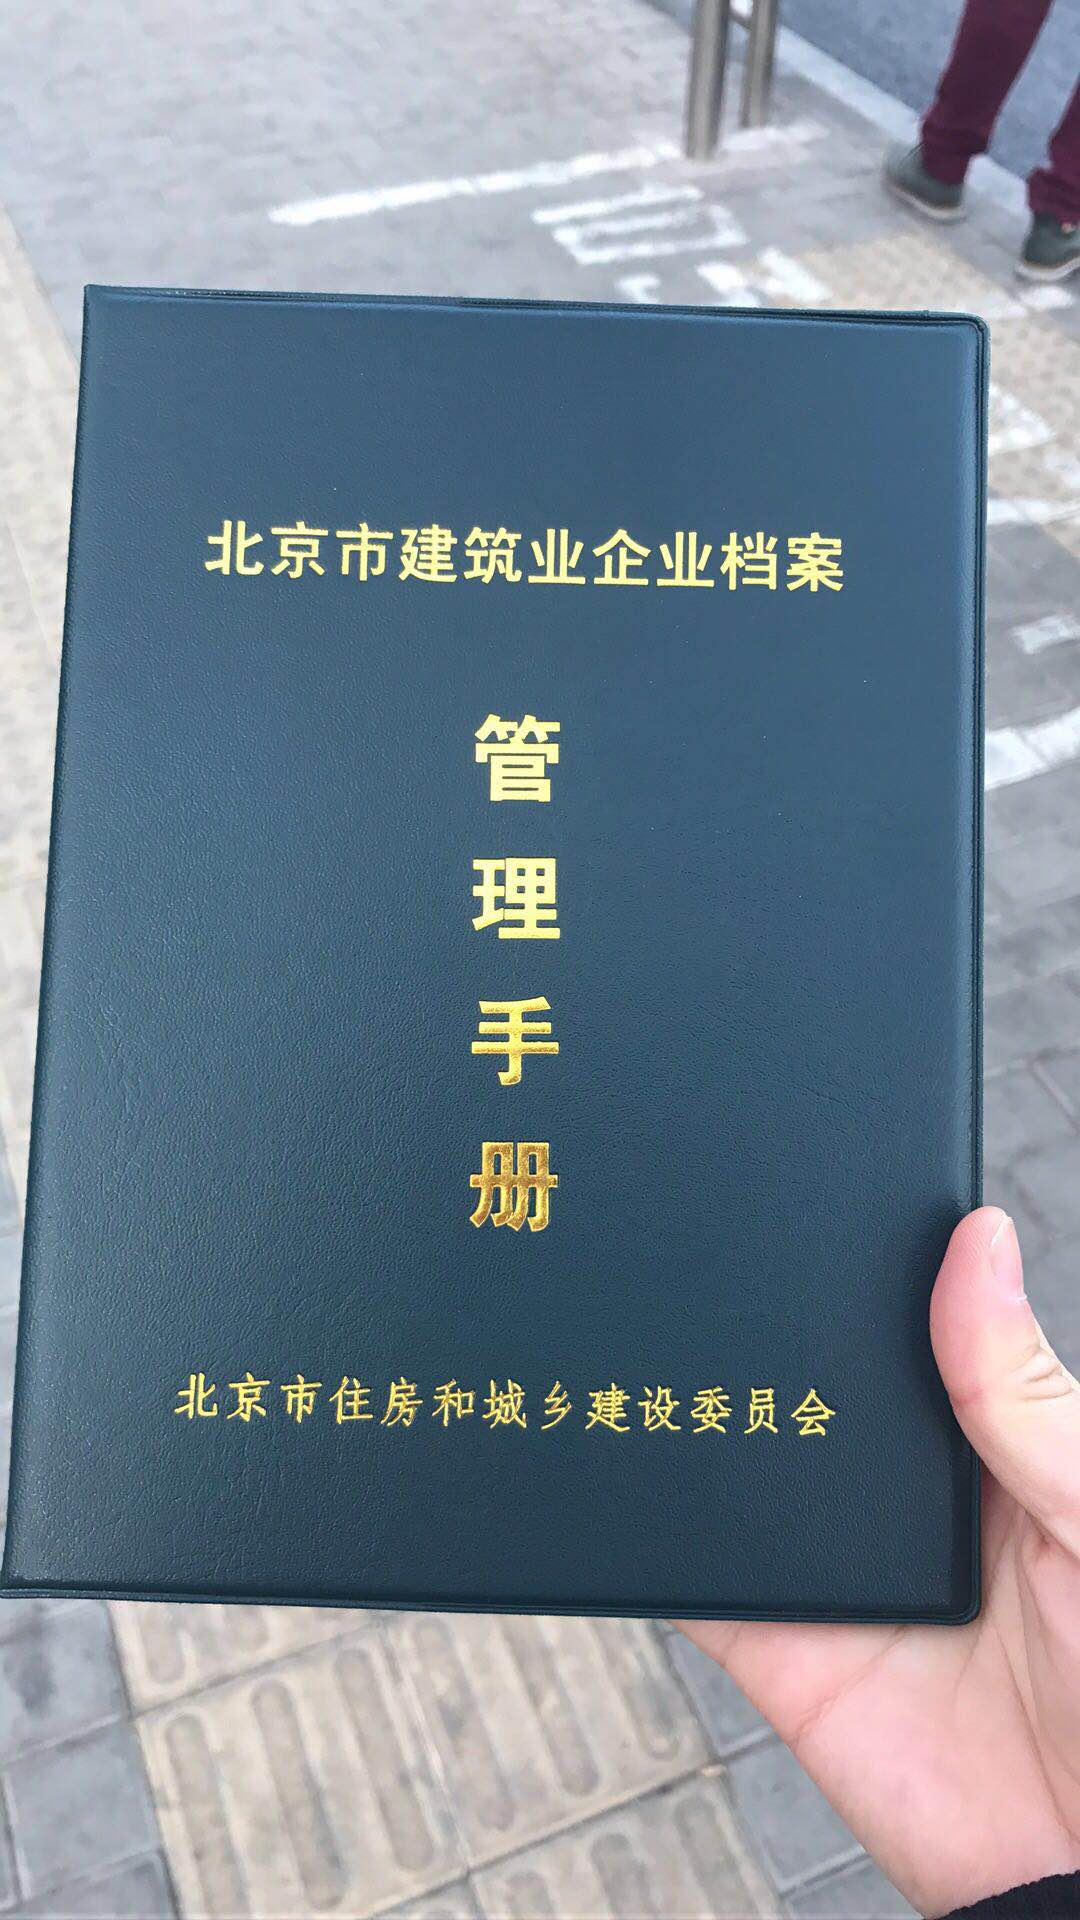 北京市建筑业企业档案
管
理
手
册
北京市住房和城乡建设委员会